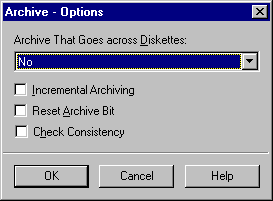 Archive - Options
Archive That Goes across Diskettes:
No
Incremental Archiving
Reset Archive Bit
Check Consistency
OK Cancel Help